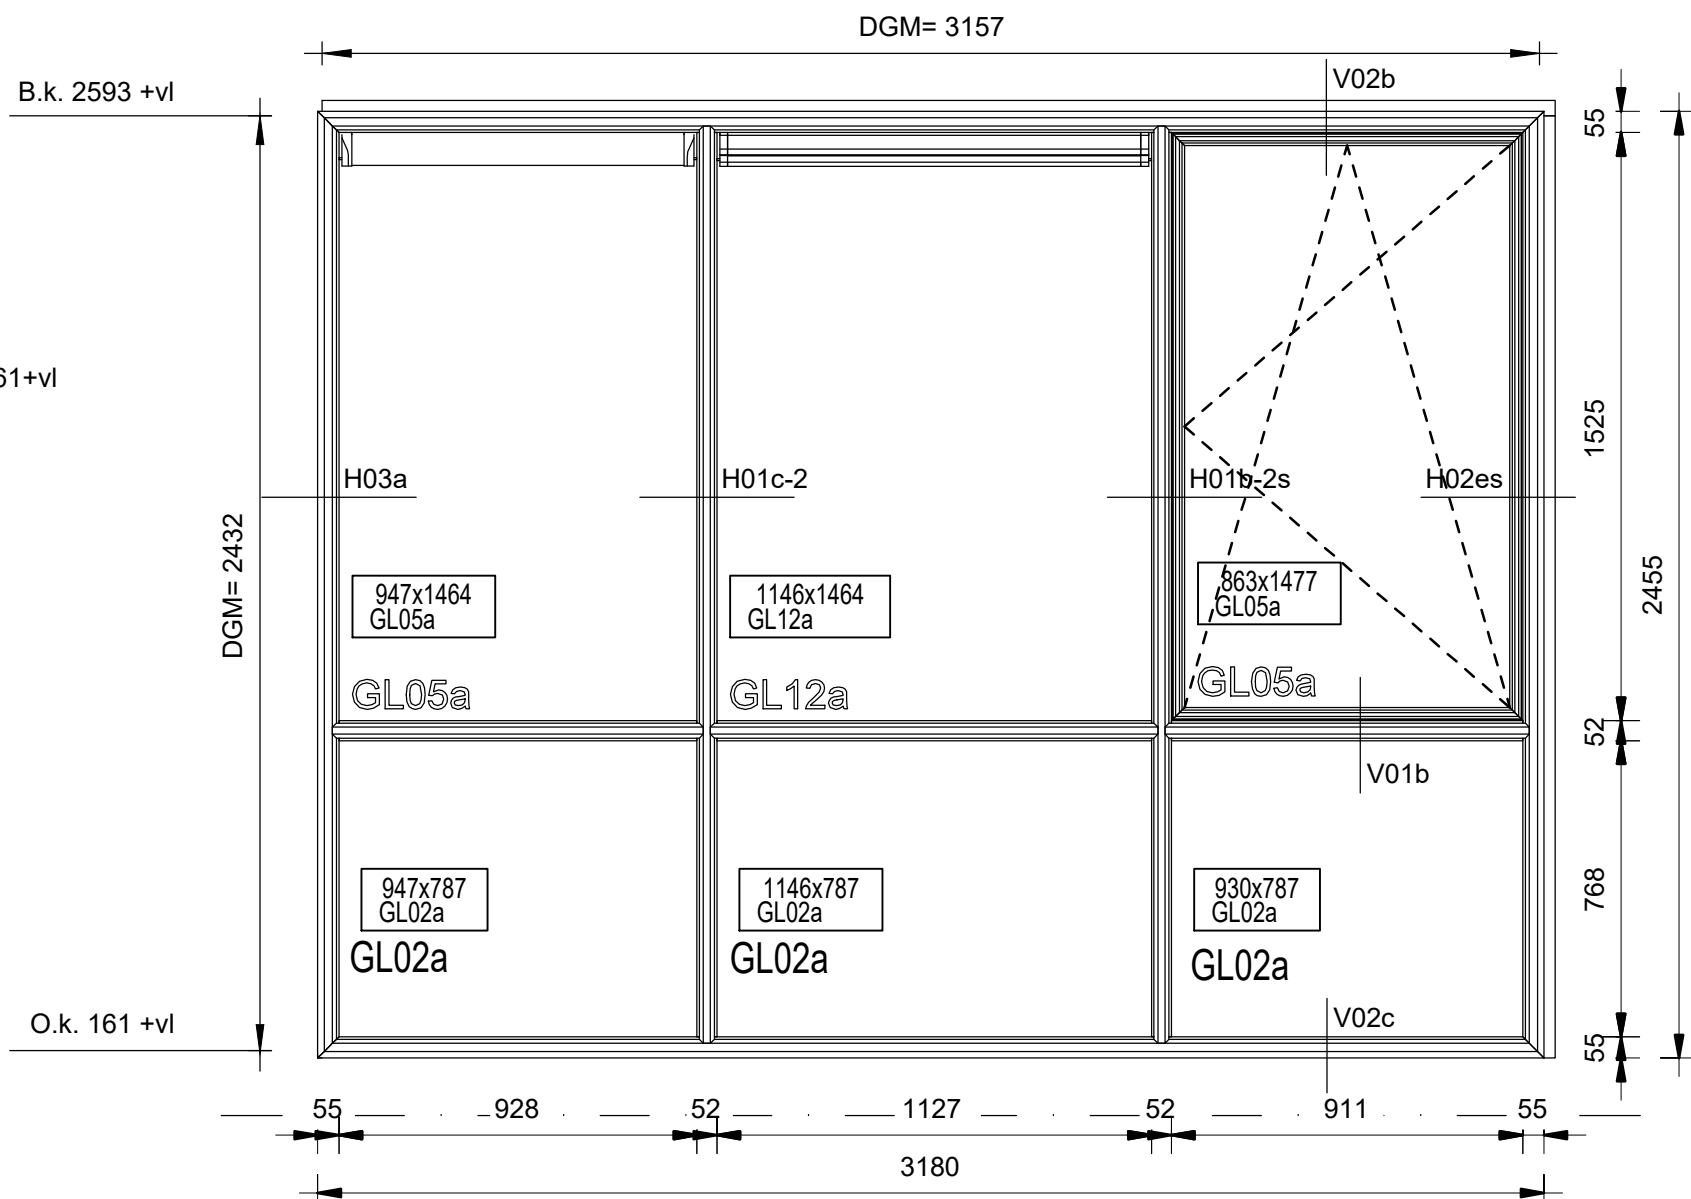 DGM= 3157
B.k. 2593 +vl
V02b
55
61+vl
1525
H03a
H01c-2
H01b-2s
H02es
DGM= 2432
2455
947x1464
GL05a
1146x1464
GL12a
863x1477
GL05a
GL05a
GL12a
GL05a
52
V01b
768
947x787
GL02a
1146x787
GL02a
930x787
GL02a
GL02a
GL02a
GL02a
O.k. 161 +vl
V02c
55
55
928
52
1127
52
911
55
3180